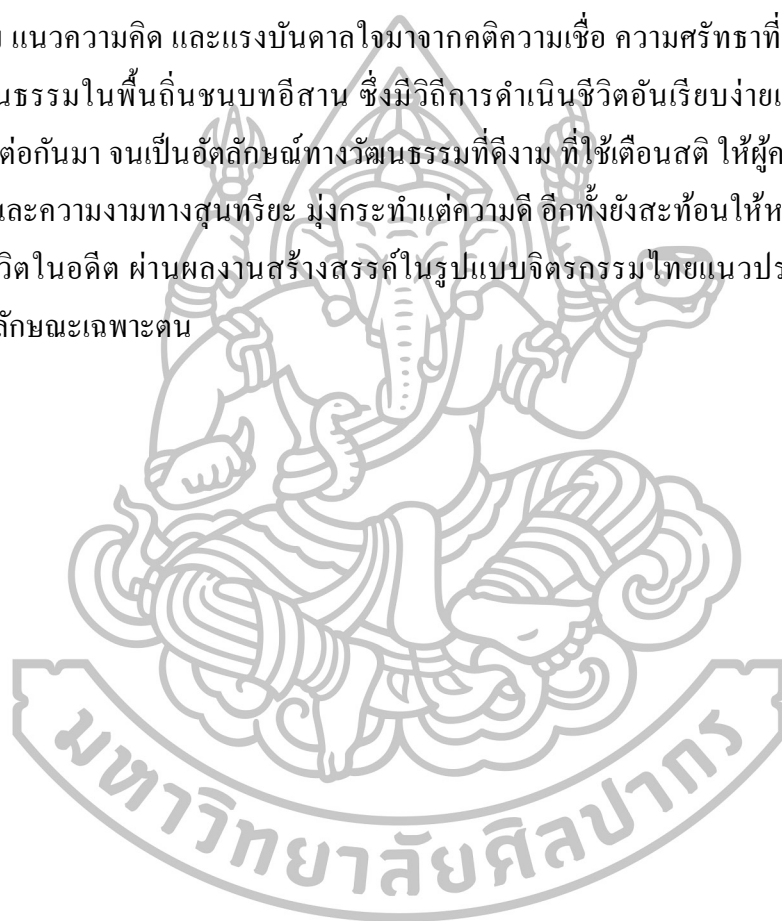 แนวความคิด และแรงบันดาลใจมาจากคติความเชื่อ ความศรัทธาที่
นธรรมในพื้นถิ่นชนบทอีสาน ซึ่งมีวิถีการดำเนินชีวิตอันเรียบง่าย
ต่อกันมา จนเป็นอัตลักษณ์ทางวัฒนธรรมที่ดีงาม ที่ใช้เตือนสติ ให้ผู้ค
และความงามทางสุนทรียะ มุ่งกระทำแต่ความดี อีกทั้งยังสะท้อนให้ห
วิตในอดีต ผ่านผลงานสร้างสรรค์ในรูปแบบจิตรกรรมไทยแนวปร
ลักษณะเฉพาะตน
มหาวิทยาลัยศิลปากร